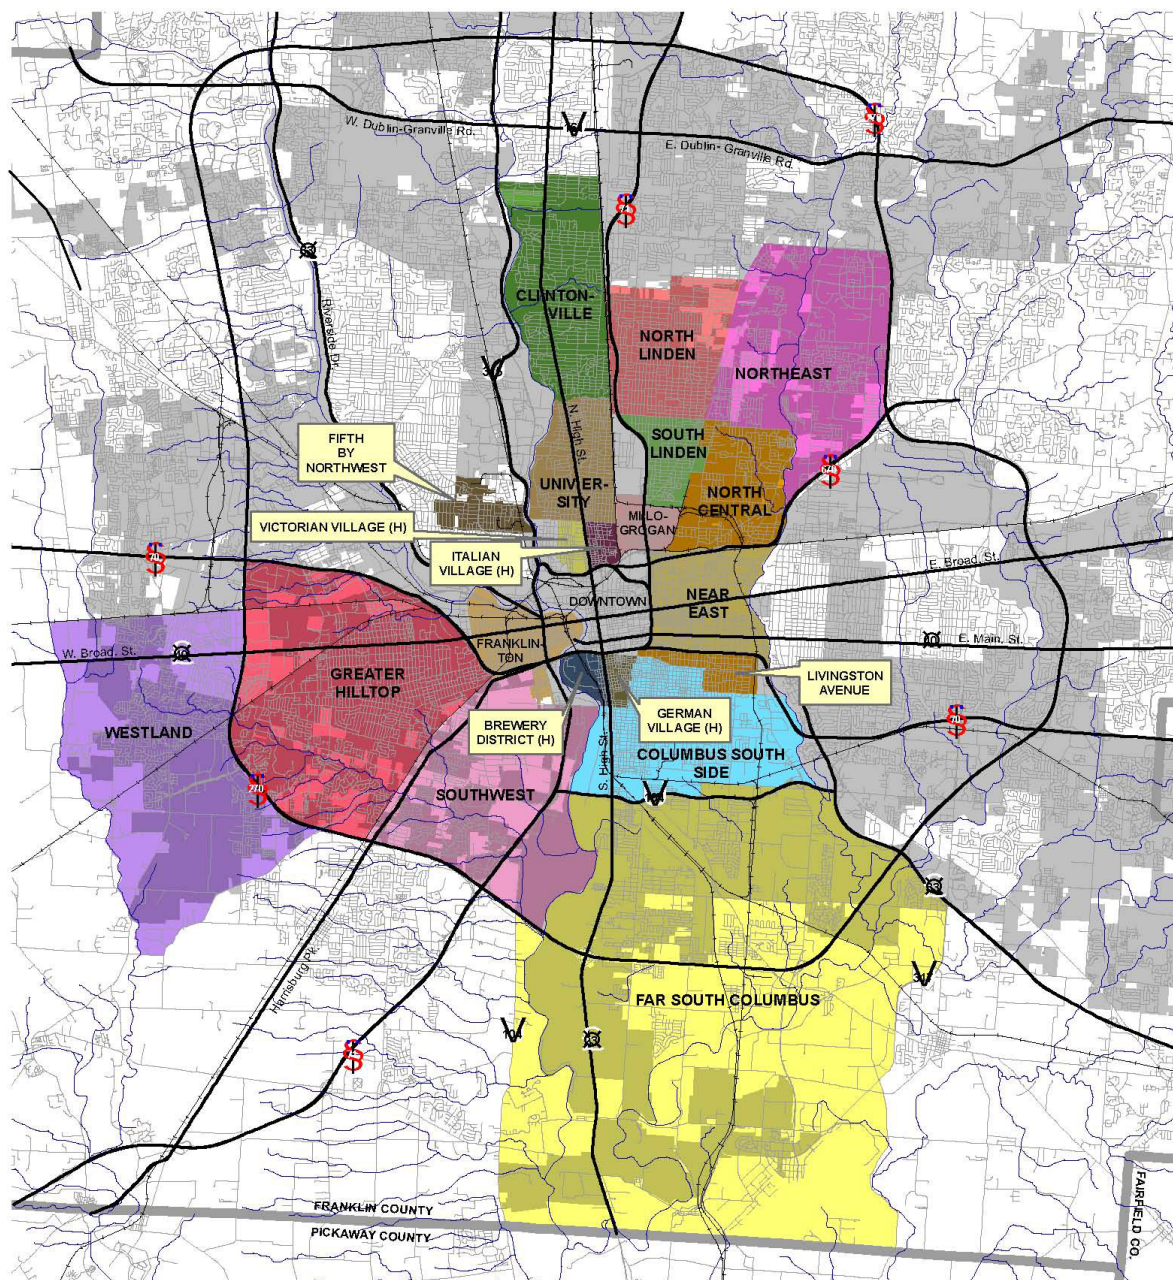 W. Dublin-Granville Rd.
E. Dublin- Granville Rd.
Riverside Dr.
CLINTON-
VILLE
NORTH
LINDEN
NORTHEAST
N. High St.
FIFTH
BY
NORTHWEST
SOUTH
LINDEN
UNIVER-
SITY
NORTH
CENTRAL
MILO-
GROGAN
VICTORIAN VILLAGE (H)
ITALIAN
VILLAGE (H)
E. Broad. St.
DOWNTOWN
NEAR
EAST
W. Broad. St.
E. Main. St.
FRANKLIN-
TON
GREATER
HILLTOP
LIVINGSTON
AVENUE
WESTLAND
BREWERY
DISTRICT (H)
GERMAN
VILLAGE (H)
S. High St.
COLUMBUS SOUTH
SIDE
270
SOUTHWEST
Harrisburg Pk.
FAR SOUTH COLUMBUS
104
FRANKLIN COUNTY
PICKAWAY COUNTY
FAIRFIELD CO.